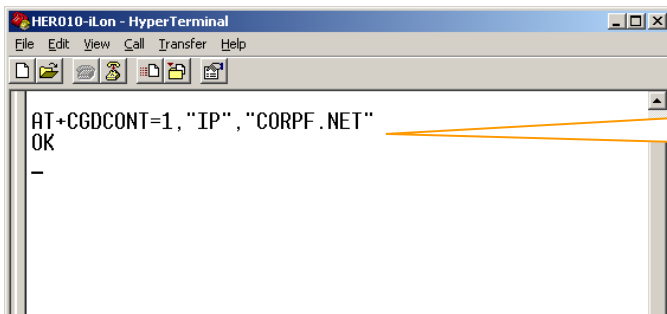 HER010-iLon - HyperTerminal
File Edit View Call Transfer Help
AT+CGDCONT=1,"IP","CORPF.NET"
OK
_